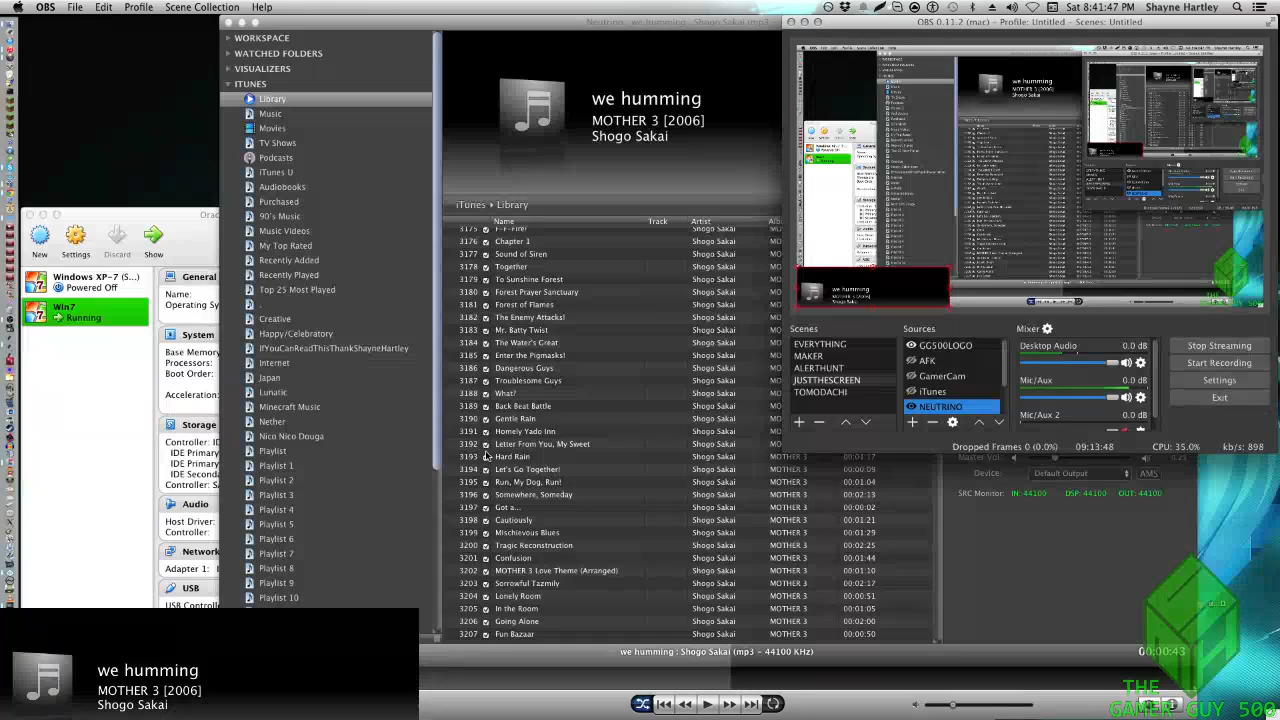 OBS File Edit Profile Scene Collection Help
Sat 8:41:47 PM Shayne Hartley
WORKSPACE
WATCHED FOLDERS
VISUALIZERS
ITUNES
Library
Music
Movies
TV Shows
Podcasts
iTunes U
Audiobooks
Purchased
90's Music
Music Videos
My Top Rated
Recently Added
Recently Played
Top 25 Most Played
.
Creative
Happy/Celebratory
IfYouCanReadThisThankShayneHartley
Internet
Japan
Lunatic
Minecraft Music
Nether
Nico Nico Douga
Playlist
Playlist 1
Playlist 2
Playlist 3
Playlist 4
Playlist 5
Playlist 6
Playlist 7
Playlist 8
Playlist 9
Playlist 10
New Settings Discard Show
Windows XP-7 (S...
Powered Off
Win7
Running
General
Name:
Operating Sy
System
Base Memory
Processors:
Boot Order:
Acceleration:
Storage
Controller: ID
IDE Primary
IDE Primary
IDE Second
Audio
Host Driver:
Controller:
Network
Adapter 1:
USB
Neutrino - we humming : Shogo Sakai (mp3
we humming
MOTHER 3 [2006]
Shogo Sakai
iTunes › Library
Name Track Artist
3175 F-F-Fire! Shogo Sakai
3176 Chapter 1 Shogo Sakai
3177 Sound of Siren Shogo Sakai
3178 Together Shogo Sakai
3179 To Sunshine Forest Shogo Sakai
3180 Forest Prayer Sanctuary Shogo Sakai
3181 Forest of Flames Shogo Sakai
3182 The Enemy Attacks! Shogo Sakai
3183 Mr. Batty Twist Shogo Sakai
3184 The Water's Great Shogo Sakai
3185 Enter the Pigmasks! Shogo Sakai
3186 Dangerous Guys Shogo Sakai
3187 Troublesome Guys Shogo Sakai
3188 What? Shogo Sakai
3189 Back Beat Battle Shogo Sakai
3190 Gentle Rain Shogo Sakai
3191 Homely Yado Inn Shogo Sakai
3192 Letter From You, My Sweet Shogo Sakai
3193 Hard Rain Shogo Sakai MOTHER 3 00:01:17
3194 Let's Go Together! Shogo Sakai MOTHER 3 00:00:09
3195 Run, My Dog, Run! Shogo Sakai MOTHER 3 00:01:04
3196 Somewhere, Someday Shogo Sakai MOTHER 3 00:02:13
3197 Got a... Shogo Sakai MOTHER 3 00:00:02
3198 Cautiously Shogo Sakai MOTHER 3 00:01:21
3199 Mischievous Blues Shogo Sakai MOTHER 3 00:01:29
3200 Tragic Reconstruction Shogo Sakai MOTHER 3 00:02:25
3201 Confusion Shogo Sakai MOTHER 3 00:01:44
3202 MOTHER 3 Love Theme (Arranged) Shogo Sakai MOTHER 3 00:01:10
3203 Sorrowful Tazmily Shogo Sakai MOTHER 3 00:02:17
3204 Lonely Room Shogo Sakai MOTHER 3 00:00:51
3205 In the Room Shogo Sakai MOTHER 3 00:01:05
3206 Going Alone Shogo Sakai MOTHER 3 00:02:00
3207 Fun Bazaar Shogo Sakai MOTHER 3 00:00:50
we humming : Shogo Sakai (mp3 - 44100 KHz)
00:00:43
OBS 0.11.2 (mac) - Profile: Untitled - Scenes: Untitled
we humming
MOTHER 3 [2006]
Shogo Sakai
Scenes
EVERYTHING
MAKER
ALERTHUNT
JUSTTHESCREEN
TOMODACHI
Sources
GG500LOGO
AFK
GamerCam
iTunes
NEUTRINO
Mixer
Desktop Audio 0.0 dB
Mic/Aux 0.0 dB
Mic/Aux 2 0.0 dB
Stop Streaming
Start Recording
Settings
Exit
Dropped Frames 0 (0.0%) 09:13:48 CPU: 35.0% kb/s: 898
Device: Default Output AMS
SRC Monitor IN: 44100 DSP: 44100 OUT: 44100
we humming
MOTHER 3 [2006]
Shogo Sakai
THE
GAMER GUY 500